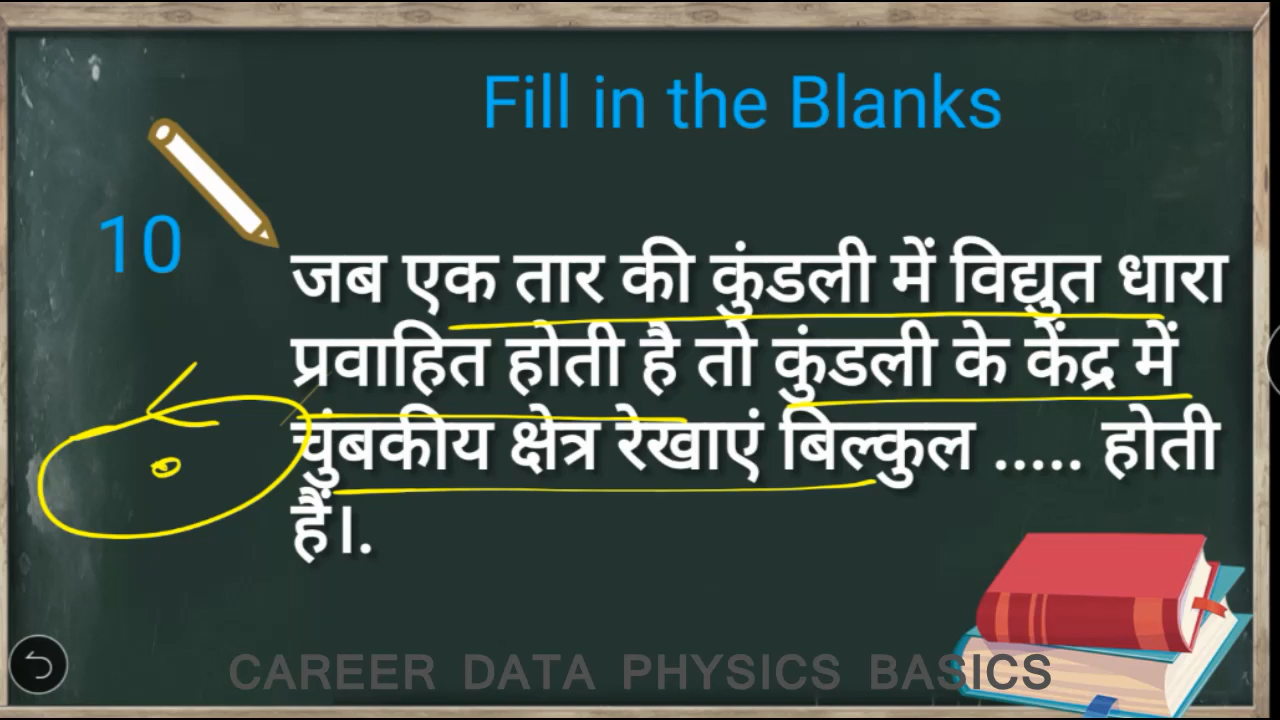 Fill in the Blanks
10
जब एक तार की कुंडली में विद्युत धारा
प्रवाहित होती है तो कुंडली के केंद्र में
चुंबकीय क्षेत्र रेखाएं बिल्कुल ..... होती
हैं।.
CAREER DATA PHYSICS BASICS